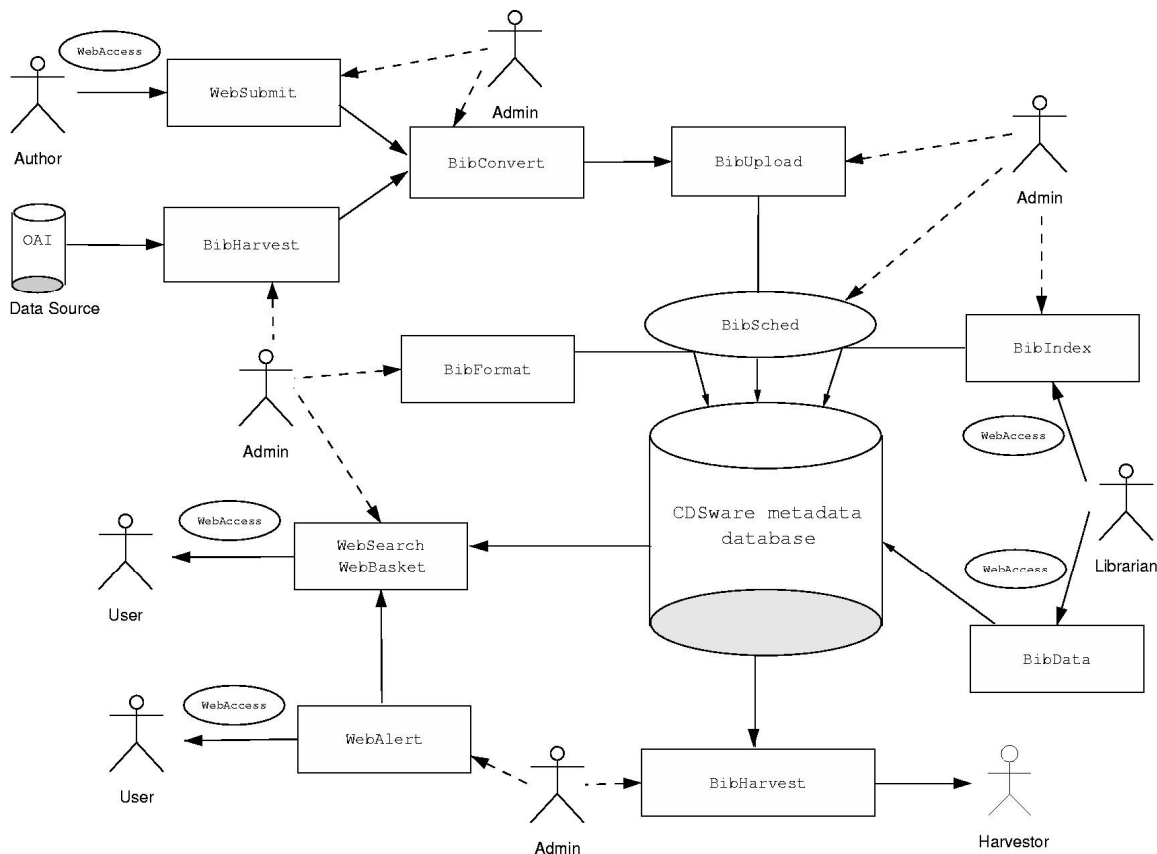 WebAccess
WebSubmit
Admin
Author
BibConvert
BibUpload
Admin
OAI
BibHarvest
Data Source
BibSched
BibFormat
BibIndex
Admin
WebAccess
CDSware metadada
database
WebAccess
WebSearch
WebBasket
WebAccess
Librarian
User
BibData
WebAccess
WebAlert
User
BibHarvest
Admin
Harvestor